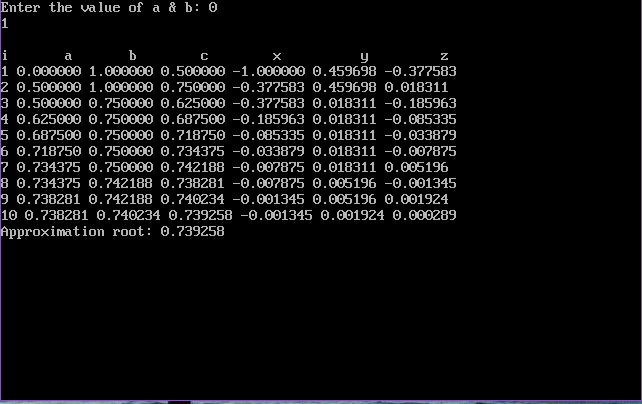 Enter the value of a & b: 0
1
i a b c x y z
1 0.000000 1.000000 0.500000 -1.000000 0.459698 -0.377583
2 0.500000 1.000000 0.750000 -0.377583 0.459698 0.018311
3 0.500000 0.750000 0.625000 -0.377583 0.018311 -0.185963
4 0.625000 0.750000 0.687500 -0.185963 0.018311 -0.085335
5 0.687500 0.750000 0.718750 -0.085335 0.018311 -0.033879
6 0.718750 0.750000 0.734375 -0.033879 0.018311 -0.007875
7 0.734375 0.750000 0.742188 -0.007875 0.018311 0.005196
8 0.734375 0.742188 0.738281 -0.007875 0.005196 -0.001345
9 0.738281 0.742188 0.740234 -0.001345 0.005196 0.001924
10 0.738281 0.740234 0.739258 -0.001345 0.001924 0.000289
Approximation root: 0.739258